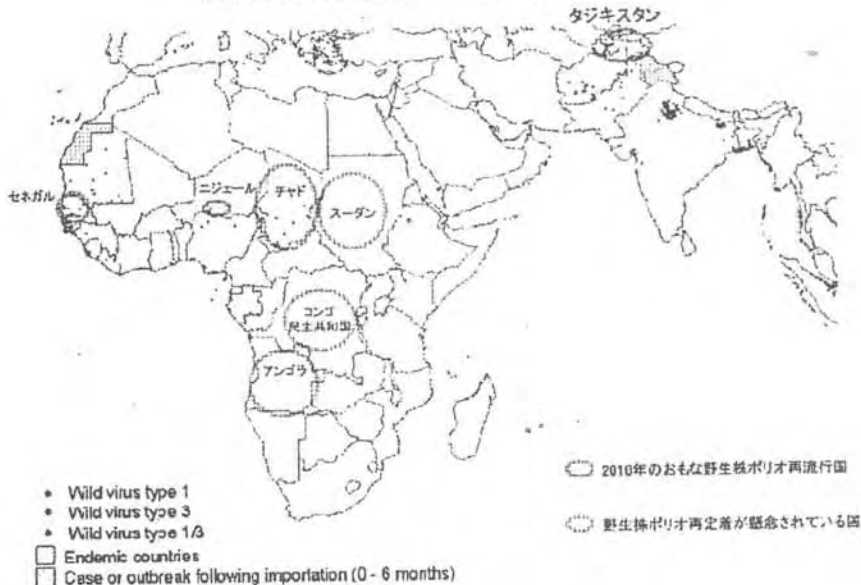 タジキスタン
セネガル
ニジェール
チャド
スーダン
コンゴ
民主共和国
アンゴラ
2010年のおもな野生株ポリオ再流行国
野生株ポリオ再定着が懸念されている国
Wild virus type 1
Wild virus type 3
Wild virus type 1/3
Endemic countries
Case or outbreak following importation (0 - 6 months)